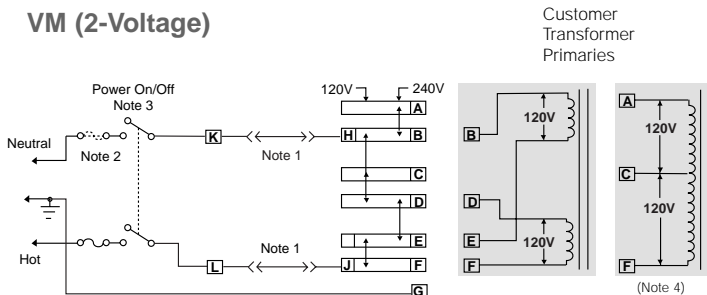 VM (2-Voltage)
Customer
Transformer
Primaries
Power On/Off
Note 3
120V
240V
A
Neutral
Note 2
K
Note 1
H
B
C
D
E
Hot
L
Note 1
J
F
G
B
120V
D
E
120V
F
A
120V
C
120V
F
(Note 4)